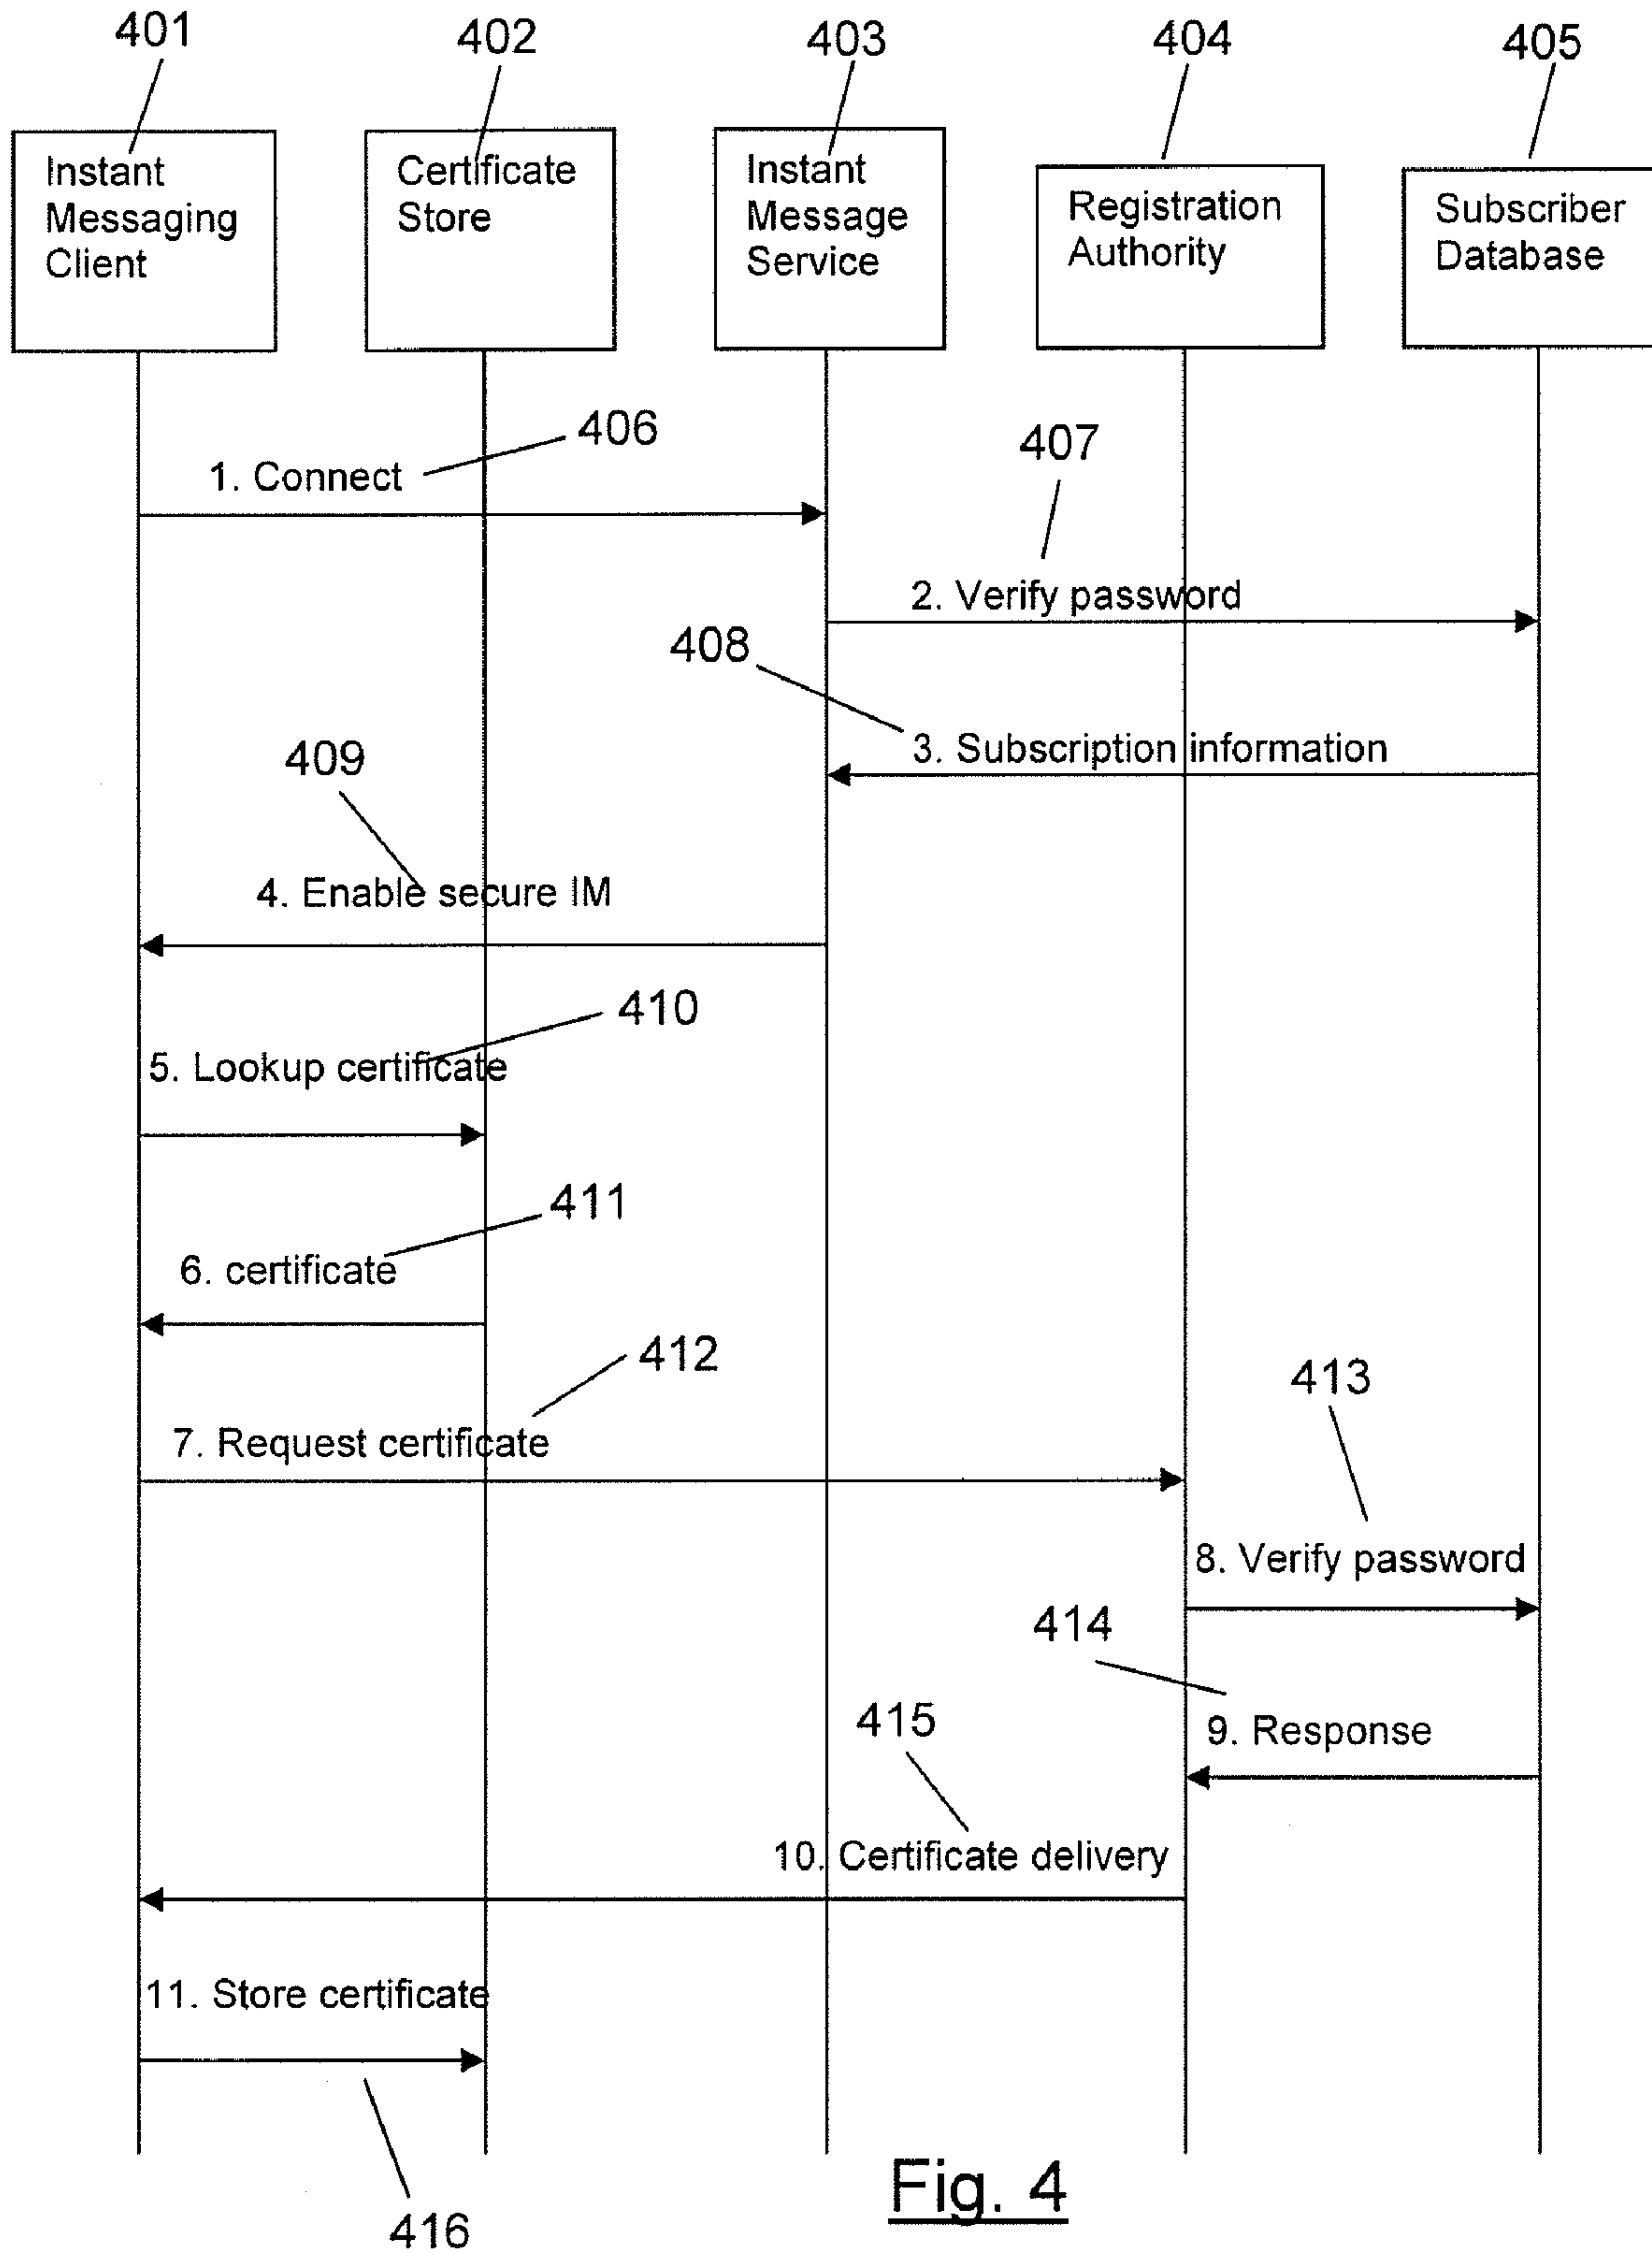 401
402
403
404
405
Instant
Messaging
Client
Certificate
Store
Instant
Message
Service
Registration
Authority
Subscriber
Database
406
1. Connect
407
2. Verify password
408
3. Subscription information
409
4. Enable secure IM
410
5. Lookup certificate
411
6. certificate
412
7. Request certificate
413
8. Verify password
414
9. Response
415
10. Certificate delivery
11. Store certificate
416
Fig. 4